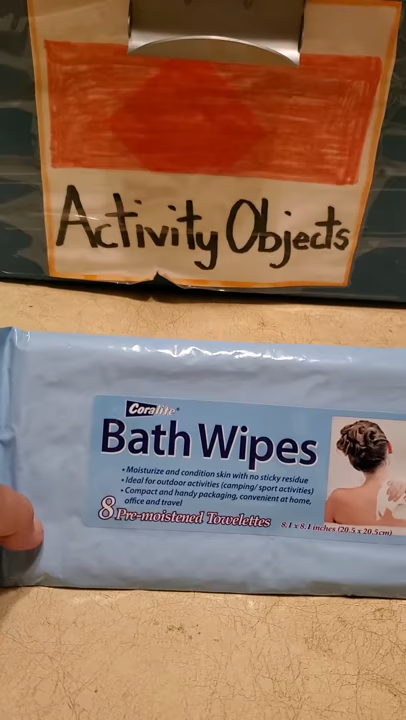 Activity Objects
Coralite
Bath Wipes
• Moisturize and condition skin with no sticky residue
• Ideal for outdoor activities (camping/ sport activities)
• Compact and handy packaging, convenient at home,
office and travel
8 Pre-moistened Towelettes
8.1 x 8.1 inches (20.5 x 20.5cm)